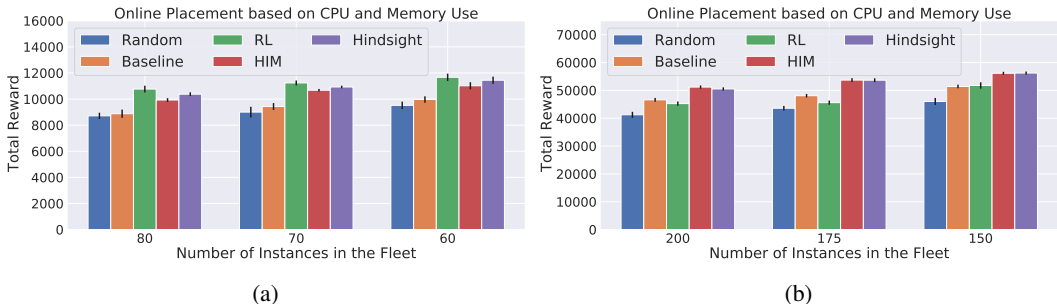 Online Placement based on CPU and Memory Use
16000
14000
12000
10000
8000
6000
4000
2000
0
Total Reward
Random
Baseline
RL
HIM
Hindsight
80
70
60
Number of Instances in the Fleet
(a)
Online Placement based on CPU and Memory Use
70000
60000
50000
40000
30000
20000
10000
0
Total Reward
Random
Baseline
RL
HIM
Hindsight
200
175
150
Number of Instances in the Fleet
(b)